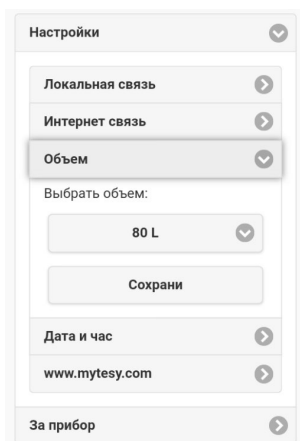 Настройки
Локальная связь
Интернет связь
Объем
Выбрать объем:
80 L
Сохрани
Дата и час
www.mytesy.com
За прибор